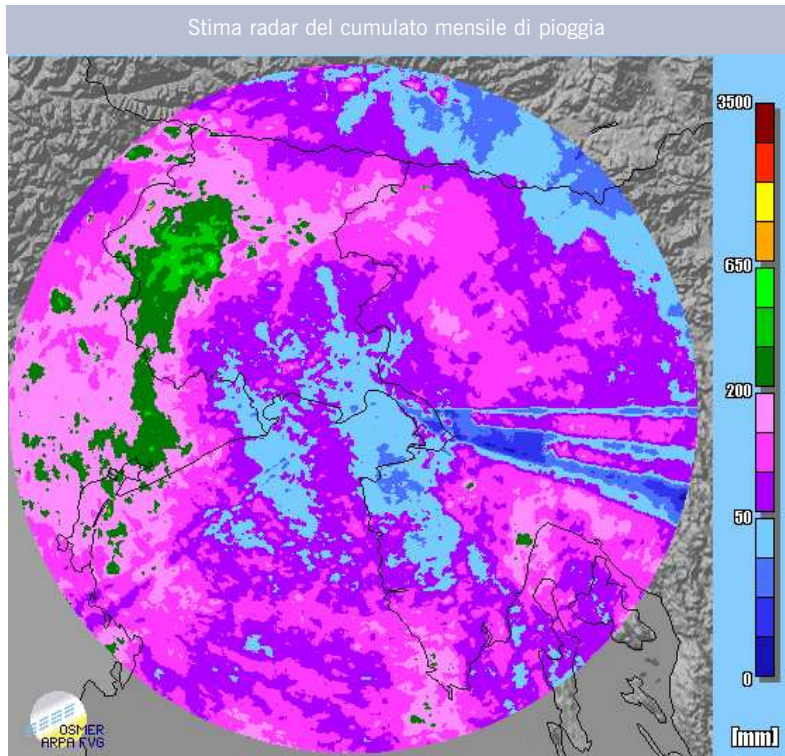 Stima radar del cumulato mensile di pioggia
3500
650
200
50
0
[mm]
OSMER
ARPA FVG